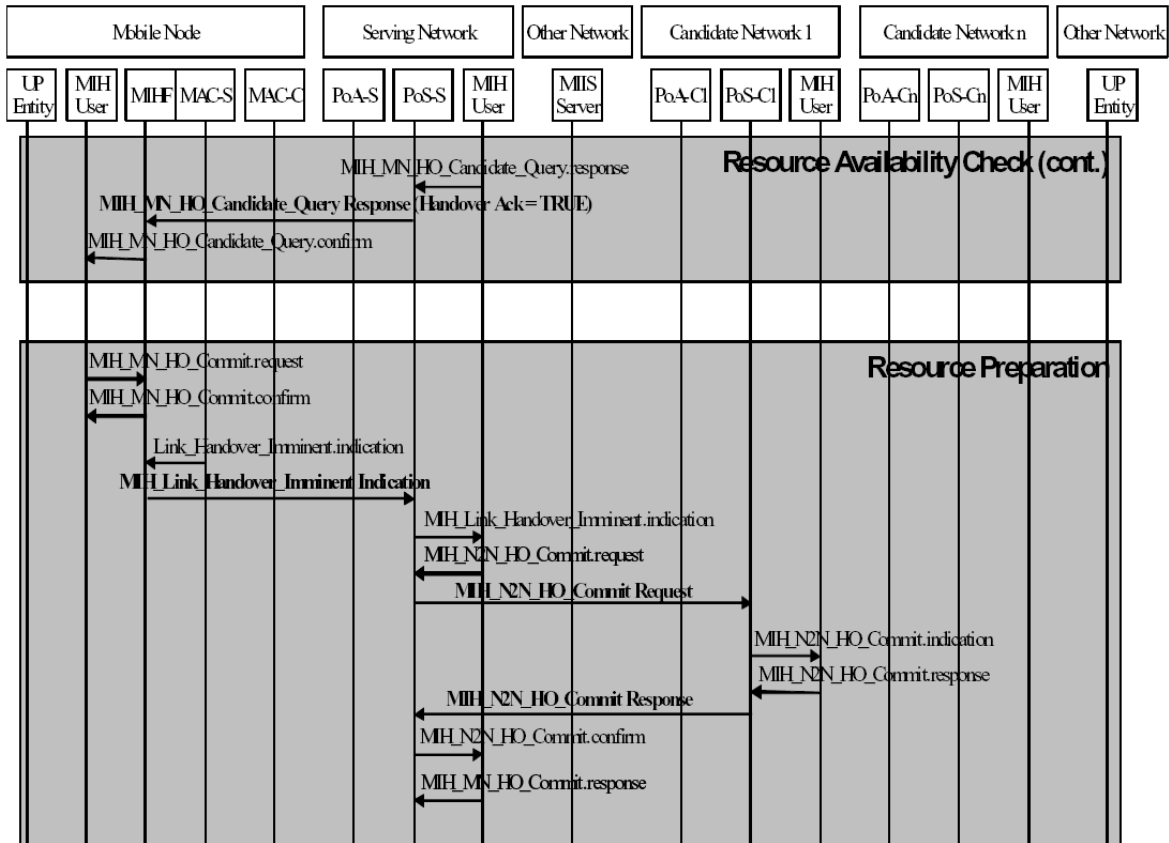 Mobile Node
Serving Network
Other Network
Candidate Network 1
Candidate Network n
Other Network
UP Entity
MIH User
MIHF
MAC-S
MAC-C
PoA-S
PoS-S
MIH User
MIIS Server
PoA-C1
PoS-C1
MIH User
PoA-Cn
PoS-Cn
MIH User
UP Entity
Resource Availability Check (cont.)
MIH_MN_HO_Candidate_Query.response
MIH_MN_HO_Candidate_Query Response (Handover Ack = TRUE)
MIH_MN_HO_Candidate_Query.confirm
Resource Preparation
MIH_MN_HO_Commit.request
MIH_MN_HO_Commit.confirm
Link_Handover_Imminent.indication
MIH_Link_Handover_Imminent Indication
MIH_Link_Handover_Imminent.indication
MIH_N2N_HO_Commit.request
MIH_N2N_HO_Commit Request
MIH_N2N_HO_Commit.indication
MIH_N2N_HO_Commit.response
MIH_N2N_HO_Commit Response
MIH_N2N_HO_Commit.confirm
MIH_MN_HO_Commit.response